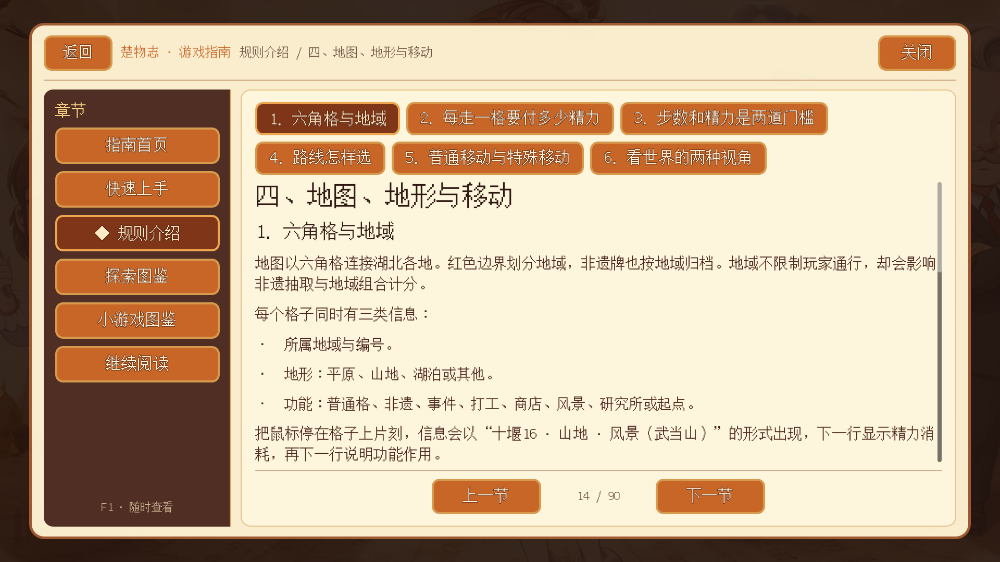 返回
楚物志 · 游戏指南 规则介绍 / 四、地图、地形与移动
关闭
章节
指南首页
快速上手
◆ 规则介绍
探索图鉴
小游戏图鉴
继续阅读
F1 · 随时查看
1. 六角格与地域
2. 每走一格要付多少精力
3. 步数和精力是两道门槛
4. 路线怎样选
5. 普通移动与特殊移动
6. 看世界的两种视角
四、地图、地形与移动
1. 六角格与地域
地图以六角格连接湖北各地。红色边界划分地域，非遗牌也按地域归档。地域不限制玩家通行，却会影响
非遗抽取与地域组合计分。
每个格子同时有三类信息：
· 所属地域与编号。
· 地形：平原、山地、湖泊或其他。
· 功能：普通格、非遗、事件、打工、商店、风景、研究所或起点。
把鼠标停在格子上片刻，信息会以“十堰16 · 山地 · 风景（武当山）”的形式出现，下一行显示精力消
耗，再下一行说明功能作用。
上一节
14 / 90
下一节